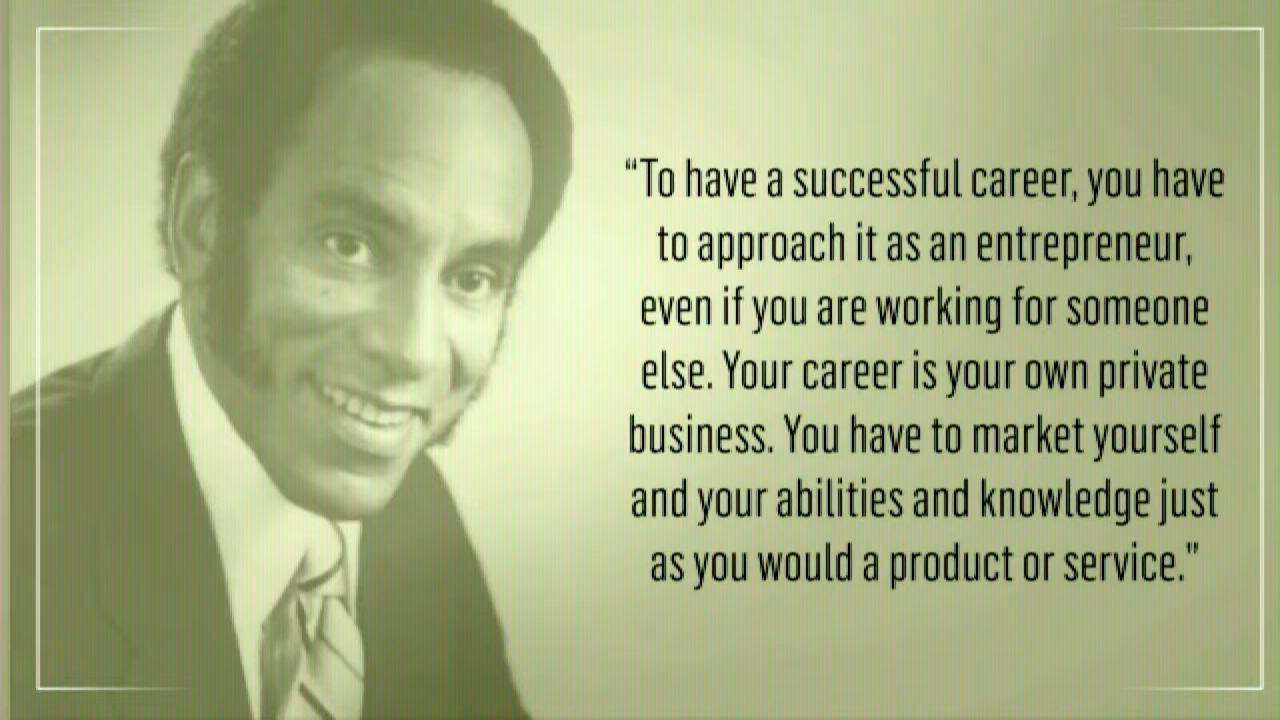 “To have a successful career, you have
to approach it as an entrepreneur,
even if you are working for someone
else. Your career is your own private
business. You have to market yourself
and your abilities and knowledge just
as you would a product or service.”